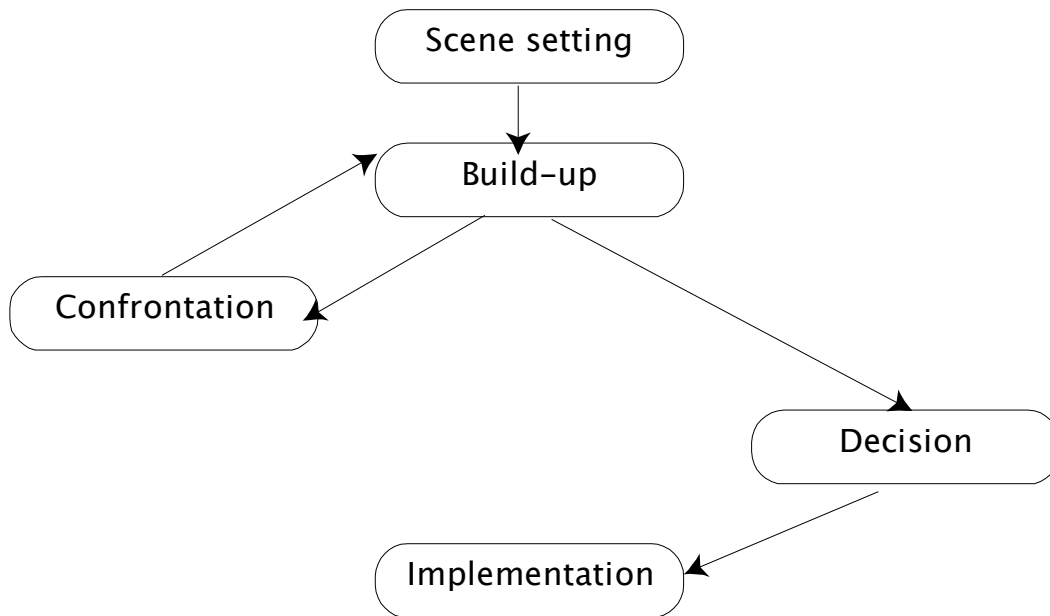 Scene setting
Build-up
Confrontation
Decision
Implementation